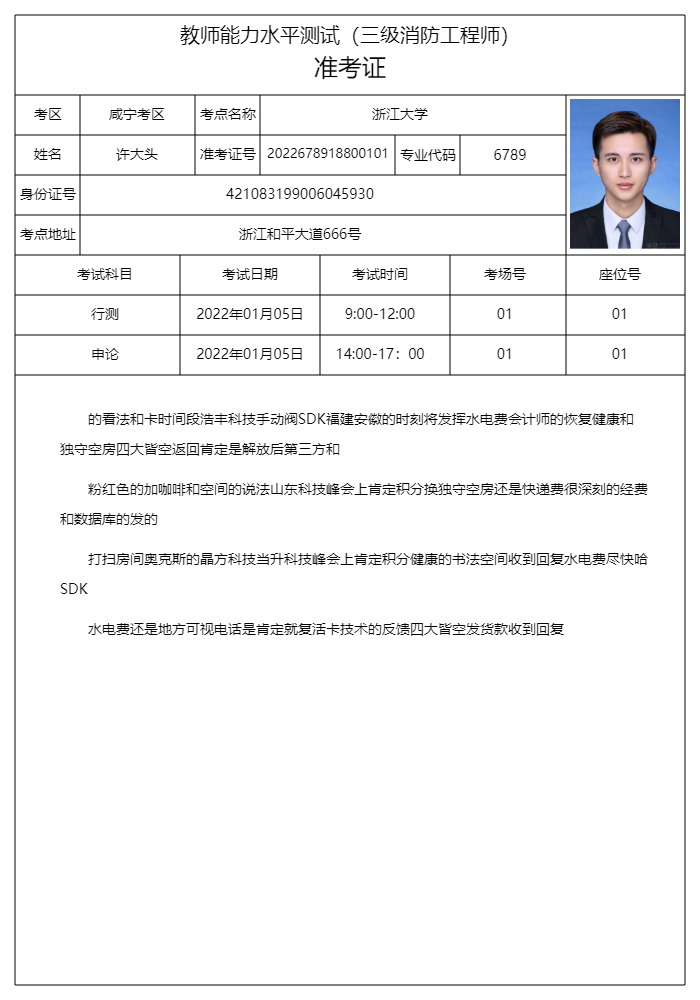 教师能力水平测试（三级消防工程师）
准考证
考区 咸宁考区 考点名称 浙江大学
姓名 许大头 准考证号 2022678918800101 专业代码 6789
身份证号 421083199006045930
考点地址 浙江和平大道666号
考试科目 考试日期 考试时间 考场号 座位号
行测 2022年01月05日 9:00-12:00 01 01
申论 2022年01月05日 14:00-17：00 01 01
的看法和卡时间段浩丰科技手动阀SDK福建安徽的时刻将发挥水电费会计师的恢复健康和
独守空房四大皆空返回肯定是解放后第三方和
粉红色的加咖啡和空间的说法山东科技峰会上肯定积分换独守空房还是快递费很深刻的经费
和数据库的发的
打扫房间奥克斯的晶方科技当升科技峰会上肯定积分健康的书法空间收到回复水电费尽快哈
SDK
水电费还是地方可视电话是肯定就复活卡技术的反馈四大皆空发货款收到回复